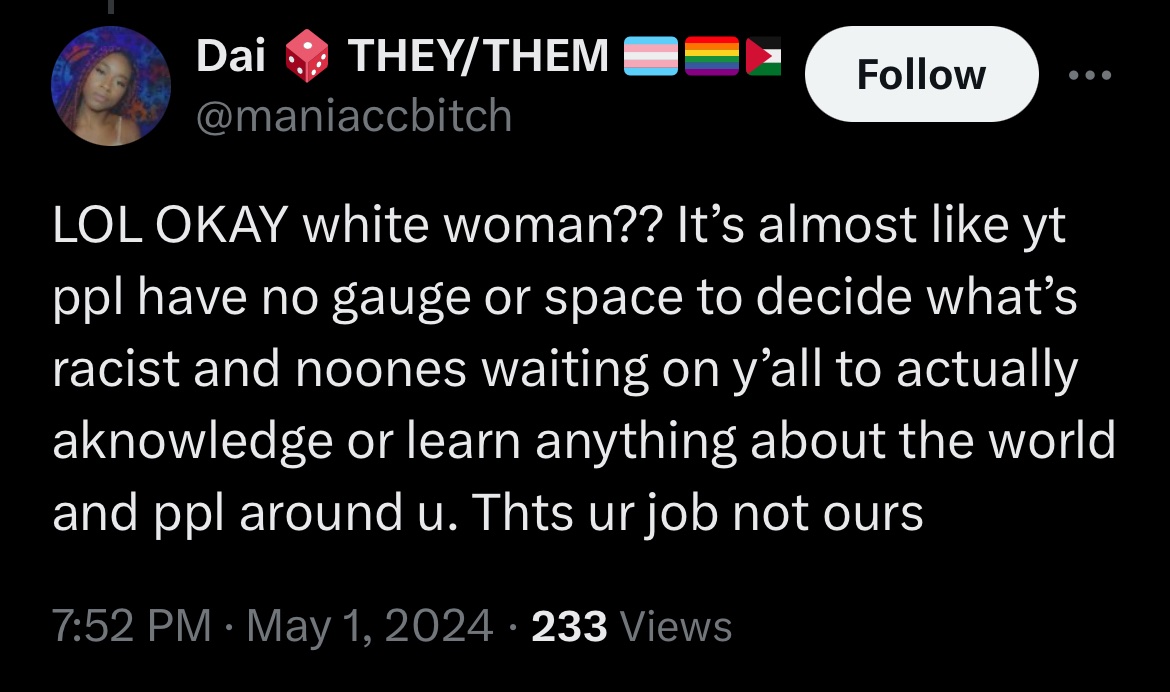 Dai 🎲 THEY/THEM 🏳️‍⚧️🏳️‍🌈🇵🇸
Follow
@maniaccbitch
LOL OKAY white woman?? It’s almost like yt
ppl have no gauge or space to decide what’s
racist and noones waiting on y’all to actually
aknowledge or learn anything about the world
and ppl around u. Thts ur job not ours
7:52 PM · May 1, 2024 · 233 Views